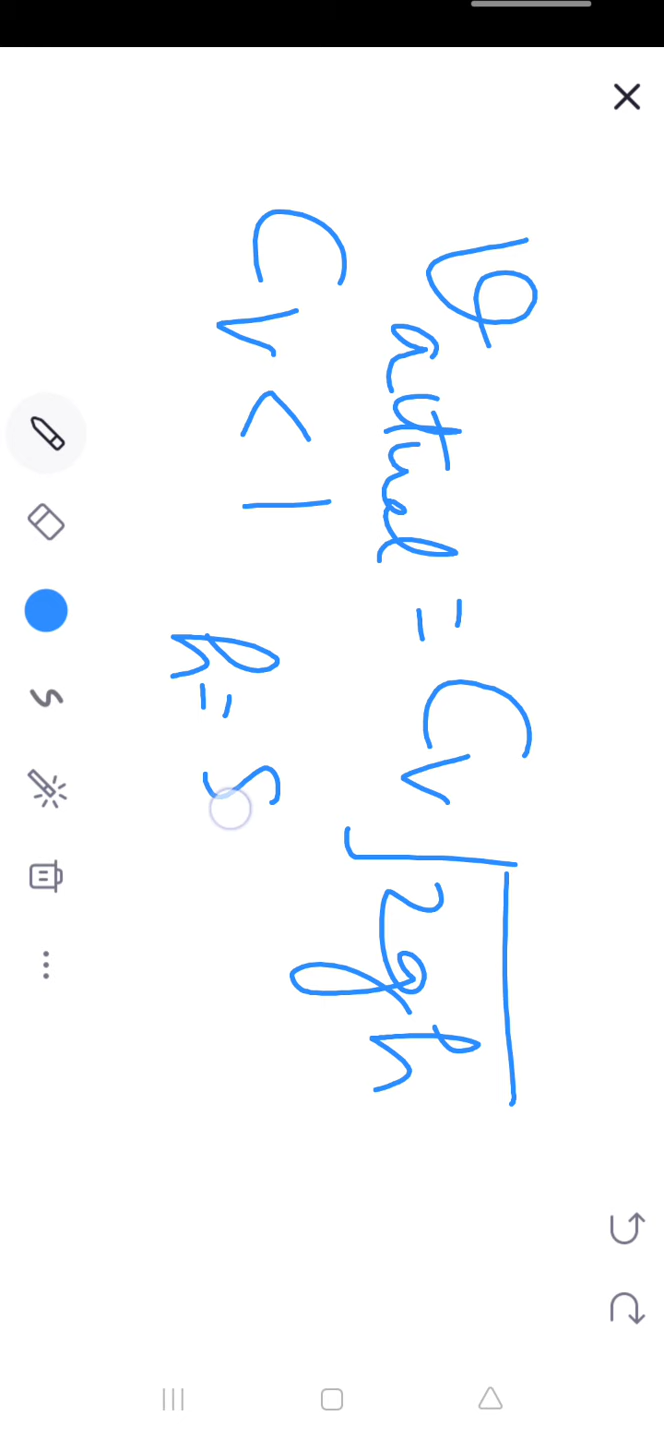 v actual = Cv √2gh
Cv < 1
h = 5